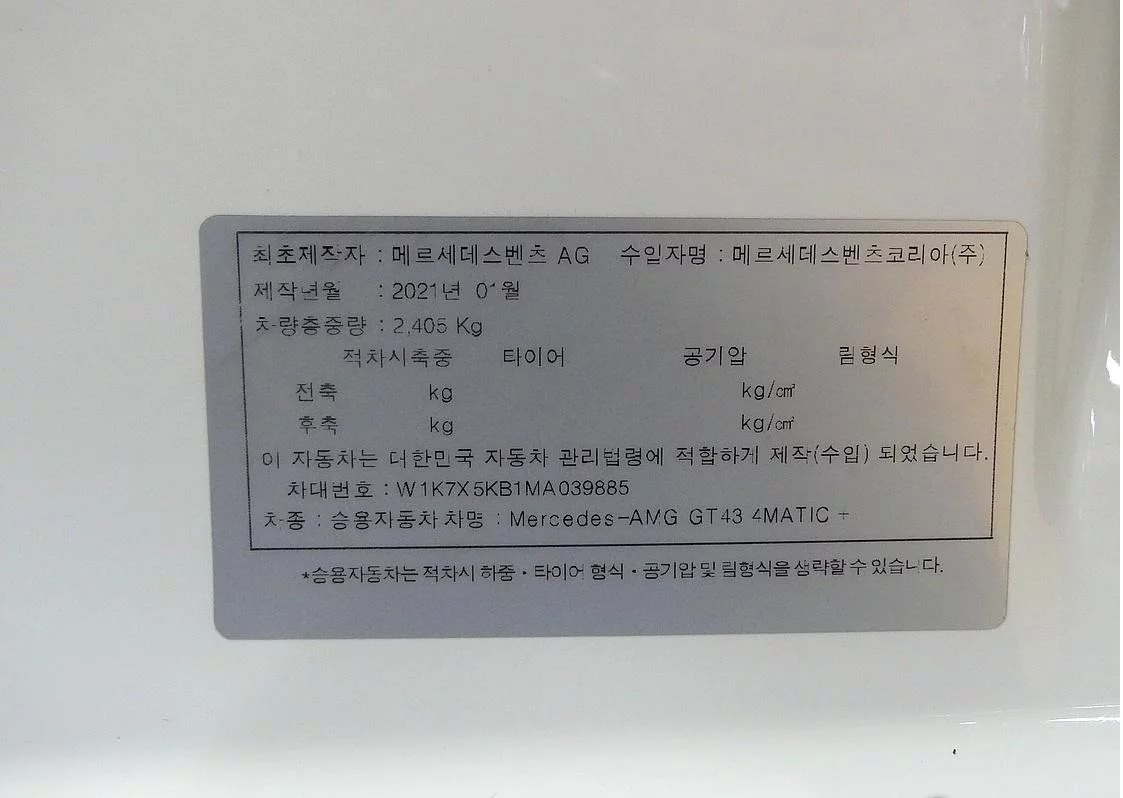 최초제작자 : 메르세데스벤츠 AG 수입자명 : 메르세데스벤츠코리아(주)
제작년월 : 2021년 01월
차량총중량 : 2,405 Kg
적차시축중 타이어 공기압 림형식
전축 kg kg/㎠
후축 kg kg/㎠
이 자동차는 대한민국 자동차 관리법령에 적합하게 제작(수입) 되었습니다.
차대번호 : W1K7X5KB1MA039885
차종 : 승용자동차 차명 : Mercedes-AMG GT43 4MATIC +
*승용자동차는 적차시 하중·타이어 형식·공기압 및 림형식을 생략할 수 있습니다.